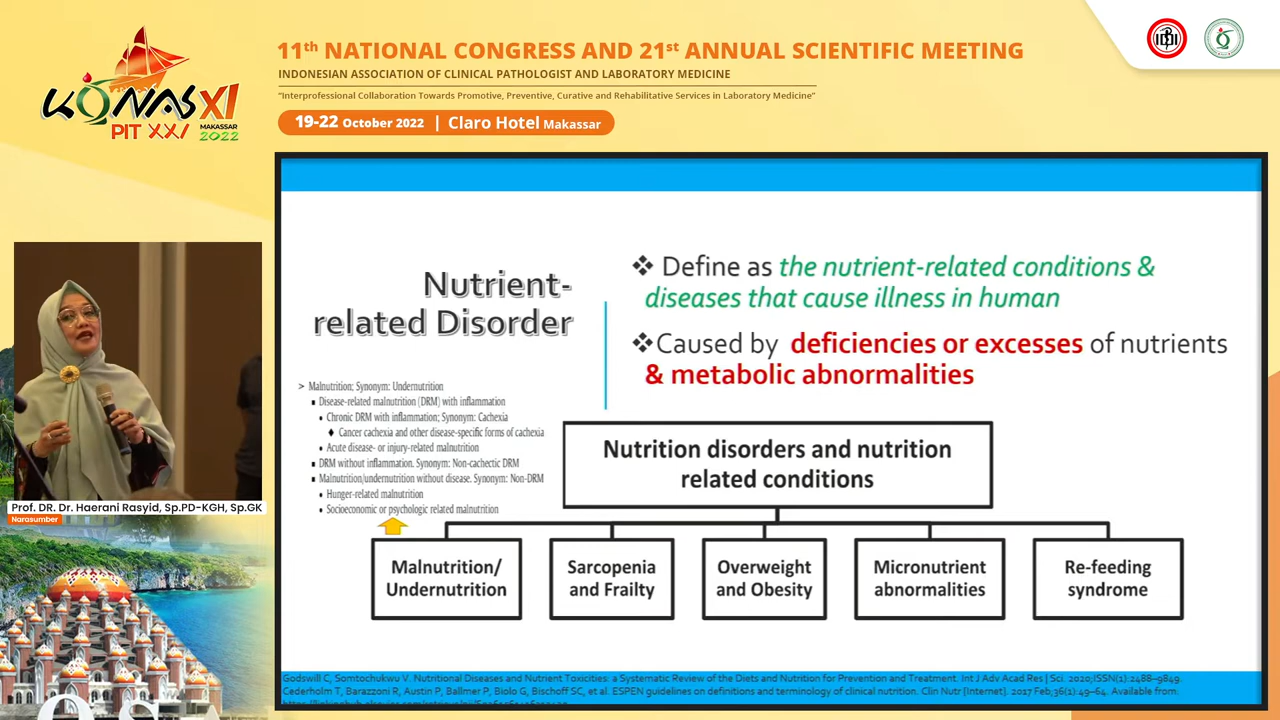 11th NATIONAL CONGRESS AND 21st ANNUAL SCIENTIFIC MEETING
INDONESIAN ASSOCIATION OF CLINICAL PATHOLOGIST AND LABORATORY MEDICINE
"Interprofessional Collaboration Towards Promotive, Preventive, Curative and Rehabilitative Services in Laboratory Medicine"
19-22 October 2022 | Claro Hotel Makassar
KONAS XI
PIT XXI
MAKASSAR
2022
IDI
Nutrient-
related Disorder
❖ Define as the nutrient-related conditions &
diseases that cause illness in human
❖Caused by deficiencies or excesses of nutrients
& metabolic abnormalities
> Malnutrition; Synonym: Undernutrition
▪ Disease-related malnutrition (DRM) with inflammation
• Chronic DRM with inflammation; Synonym: Cachexia
♦ Cancer cachexia and other disease-specific forms of cachexia
• Acute disease- or injury-related malnutrition
▪ DRM without inflammation. Synonym: Non-cachectic DRM
▪ Malnutrition/undernutrition without disease. Synonym: Non-DRM
• Hunger-related malnutrition
• Socioeconomic or psychologic related malnutrition
Nutrition disorders and nutrition
related conditions
Malnutrition/
Undernutrition
Sarcopenia
and Frailty
Overweight
and Obesity
Micronutrient
abnormalities
Re-feeding
syndrome
Godswill C, Somtochukwu V. Nutritional Diseases and Nutrient Toxicities: a Systematic Review of the Diets and Nutrition for Prevention and Treatment. Int J Adv Acad Res | Sci. 2020;ISSN(1):2488–9849.
Cederholm T, Barazzoni R, Austin P, Ballmer P, Biolo G, Bischoff SC, et al. ESPEN guidelines on definitions and terminology of clinical nutrition. Clin Nutr [Internet]. 2017 Feb;36(1):49–64. Available from:
Prof. DR. Dr. Haerani Rasyid, Sp.PD-KGH, Sp.GK
Narasumber